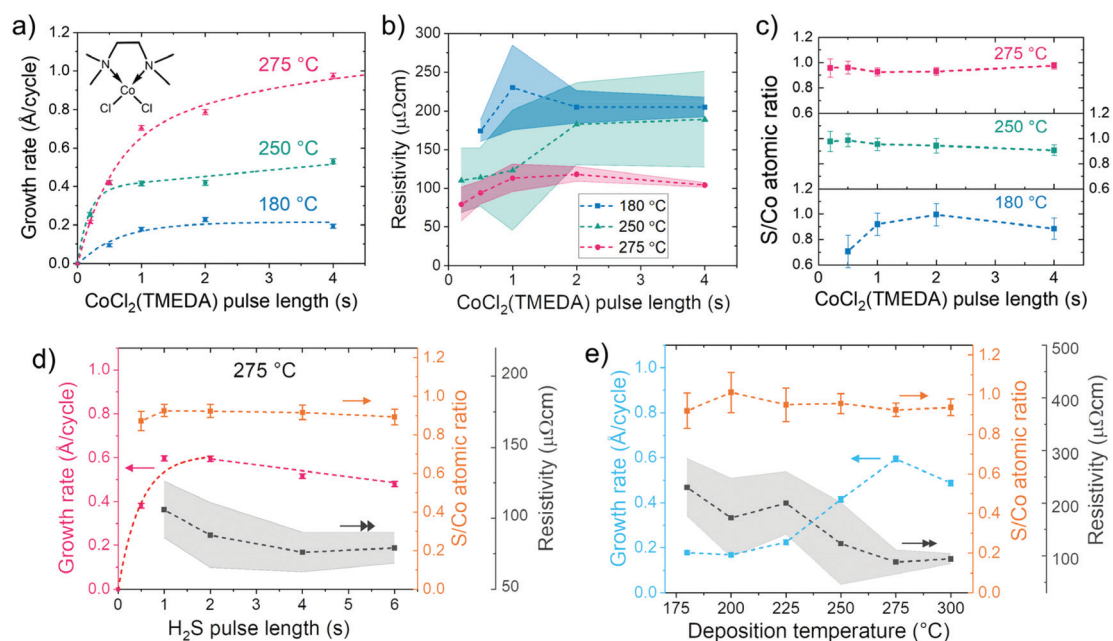 a)
N
N
Co
Cl
Cl
275 °C
250 °C
180 °C
1.2
1.0
0.8
0.6
0.4
0.2
0.0
Growth rate (Å/cycle)
0 1 2 3 4
CoCl₂(TMEDA) pulse length (s)
b)
300
250
200
150
100
50
0
Resistivity (μΩcm)
180 °C
250 °C
275 °C
0 1 2 3 4
CoCl₂(TMEDA) pulse length (s)
c)
1.2
1.0
0.8
0.6
275 °C
250 °C
1.2
1.0
0.8
0.6
180 °C
1.2
1.0
0.8
0.6
S/Co atomic ratio
0 1 2 3 4
CoCl₂(TMEDA) pulse length (s)
d)
275 °C
1.0
0.8
0.6
0.4
0.2
0.0
Growth rate (Å/cycle)
1.2
1.0
0.8
0.6
0.4
0.2
0.0
S/Co atomic ratio
200
150
100
50
Resistivity (μΩcm)
0 1 2 3 4 5 6
H₂S pulse length (s)
e)
1.0
0.8
0.6
0.4
0.2
0.0
Growth rate (Å/cycle)
1.2
1.0
0.8
0.6
0.4
0.2
0.0
S/Co atomic ratio
500
400
300
200
100
Resistivity (μΩcm)
175 200 225 250 275 300
Deposition temperature (°C)